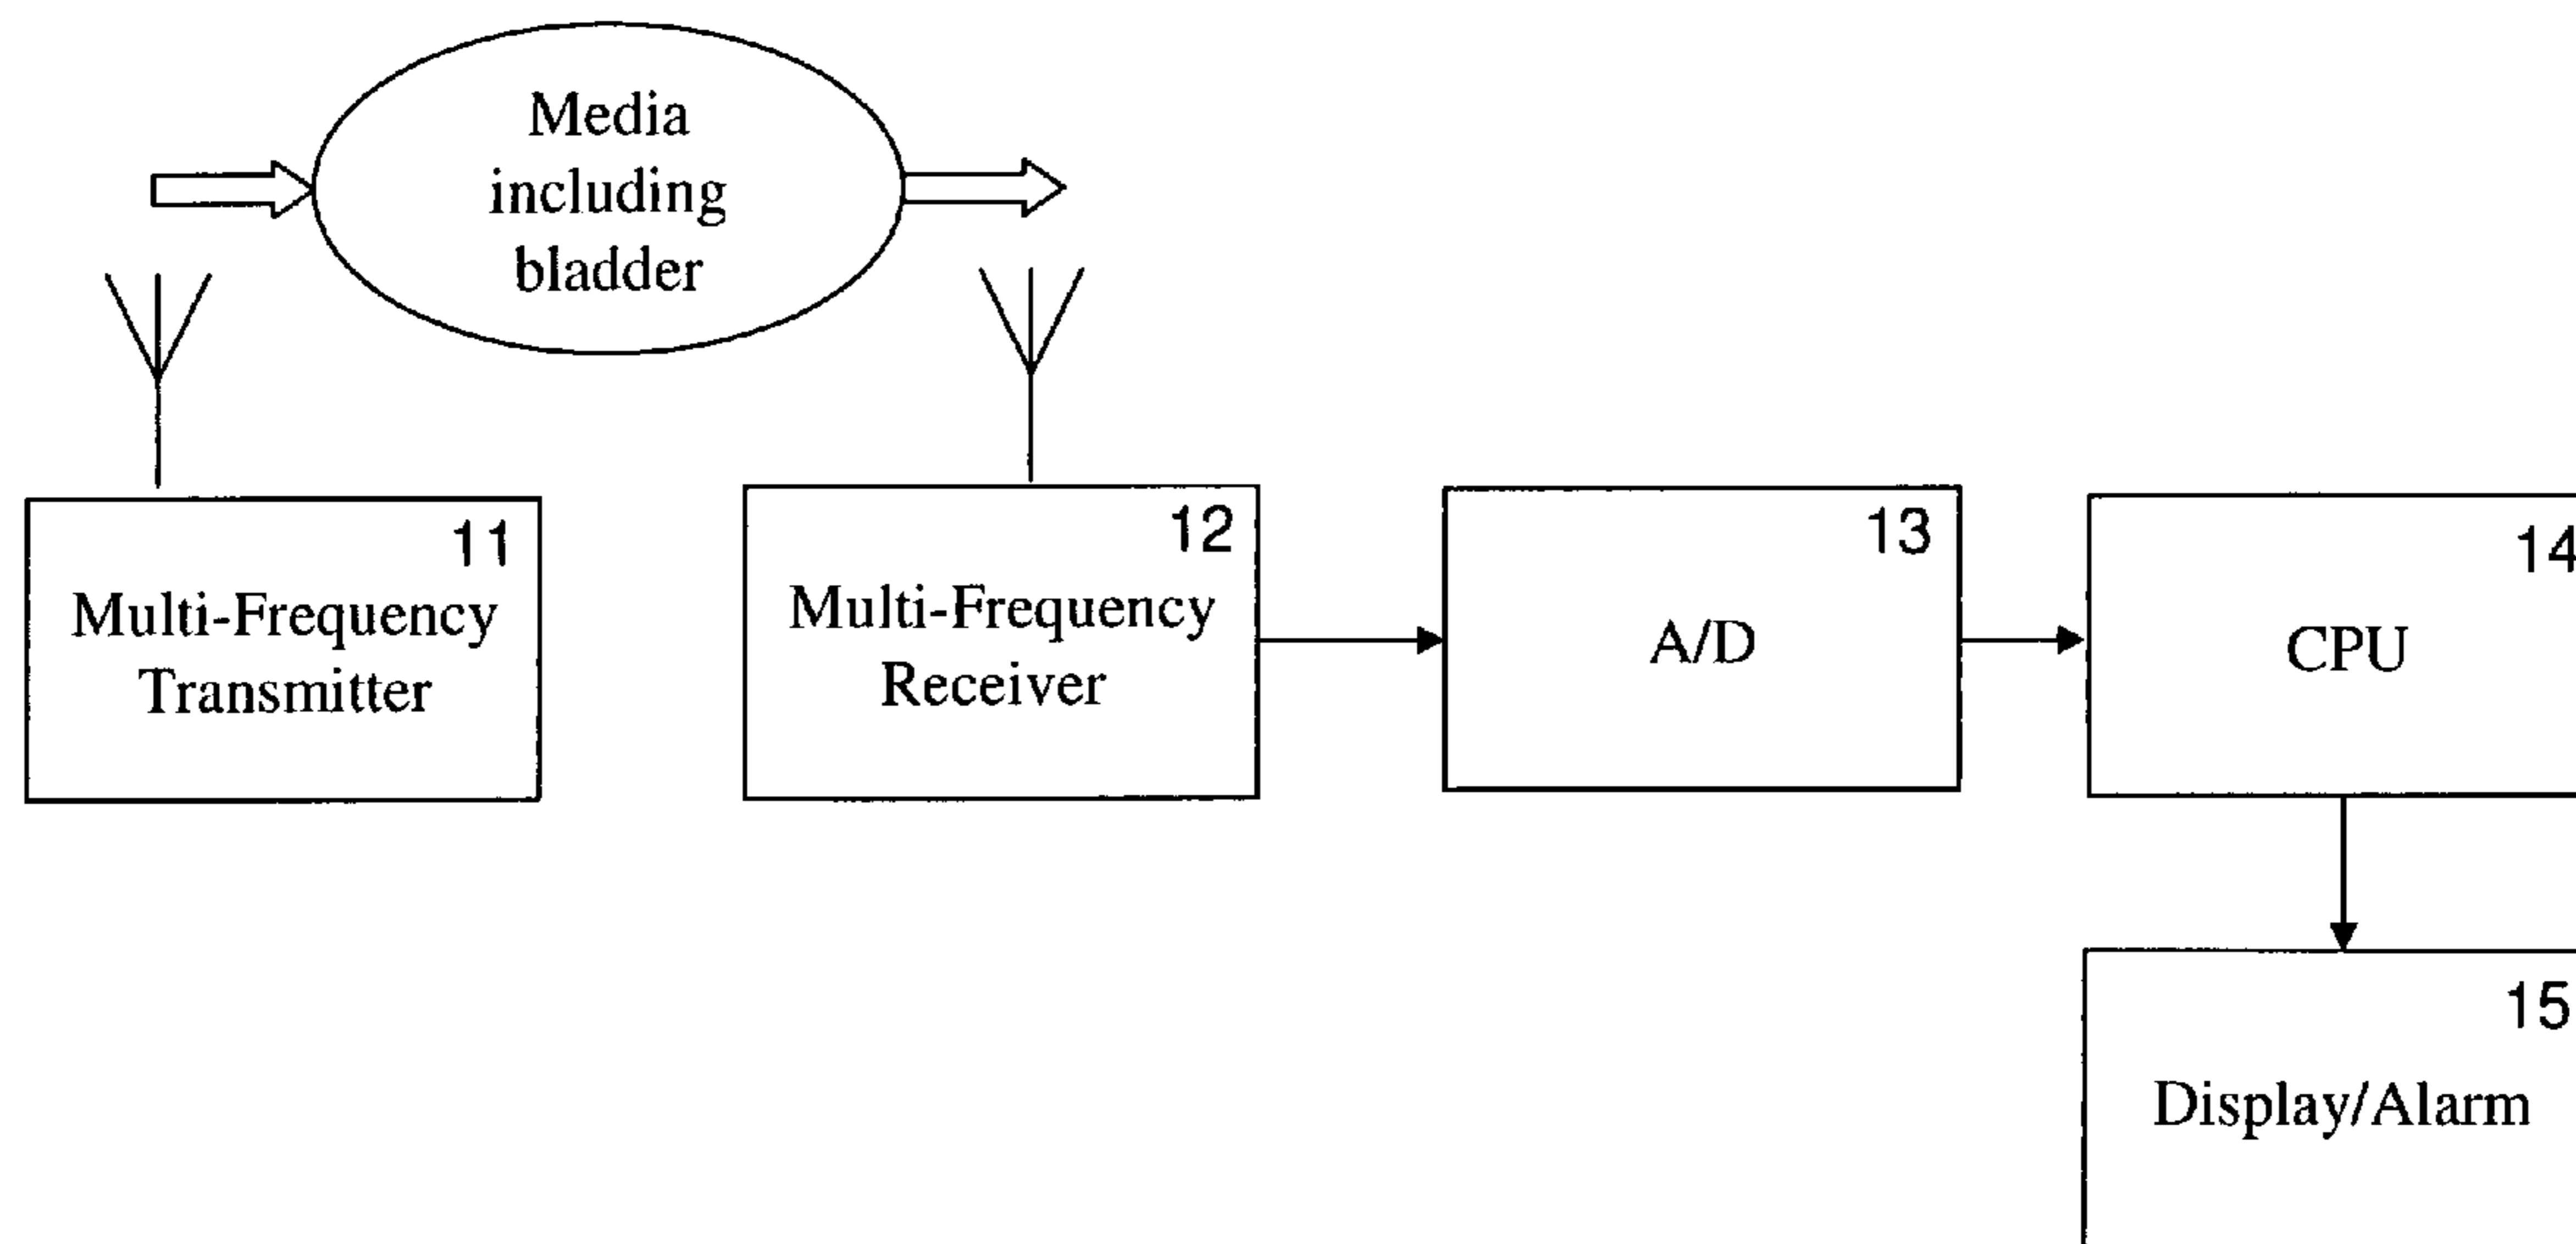 Media
including
bladder
11
Multi-Frequency
Transmitter
12
Multi-Frequency
Receiver
13
A/D
14
CPU
15
Display/Alarm